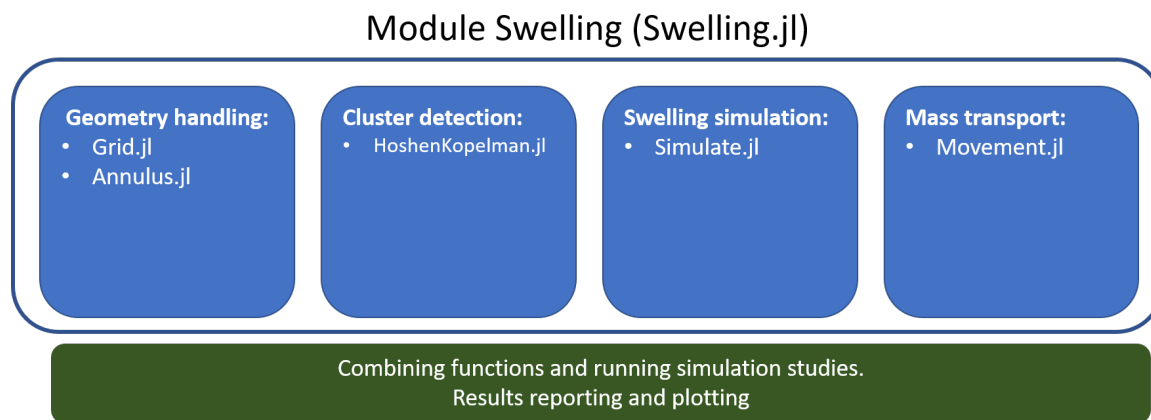 Module Swelling (Swelling.jl)
Geometry handling:
• Grid.jl
• Annulus.jl
Cluster detection:
• HoshenKopelman.jl
Swelling simulation:
• Simulate.jl
Mass transport:
• Movement.jl
Combining functions and running simulation studies.
Results reporting and plotting